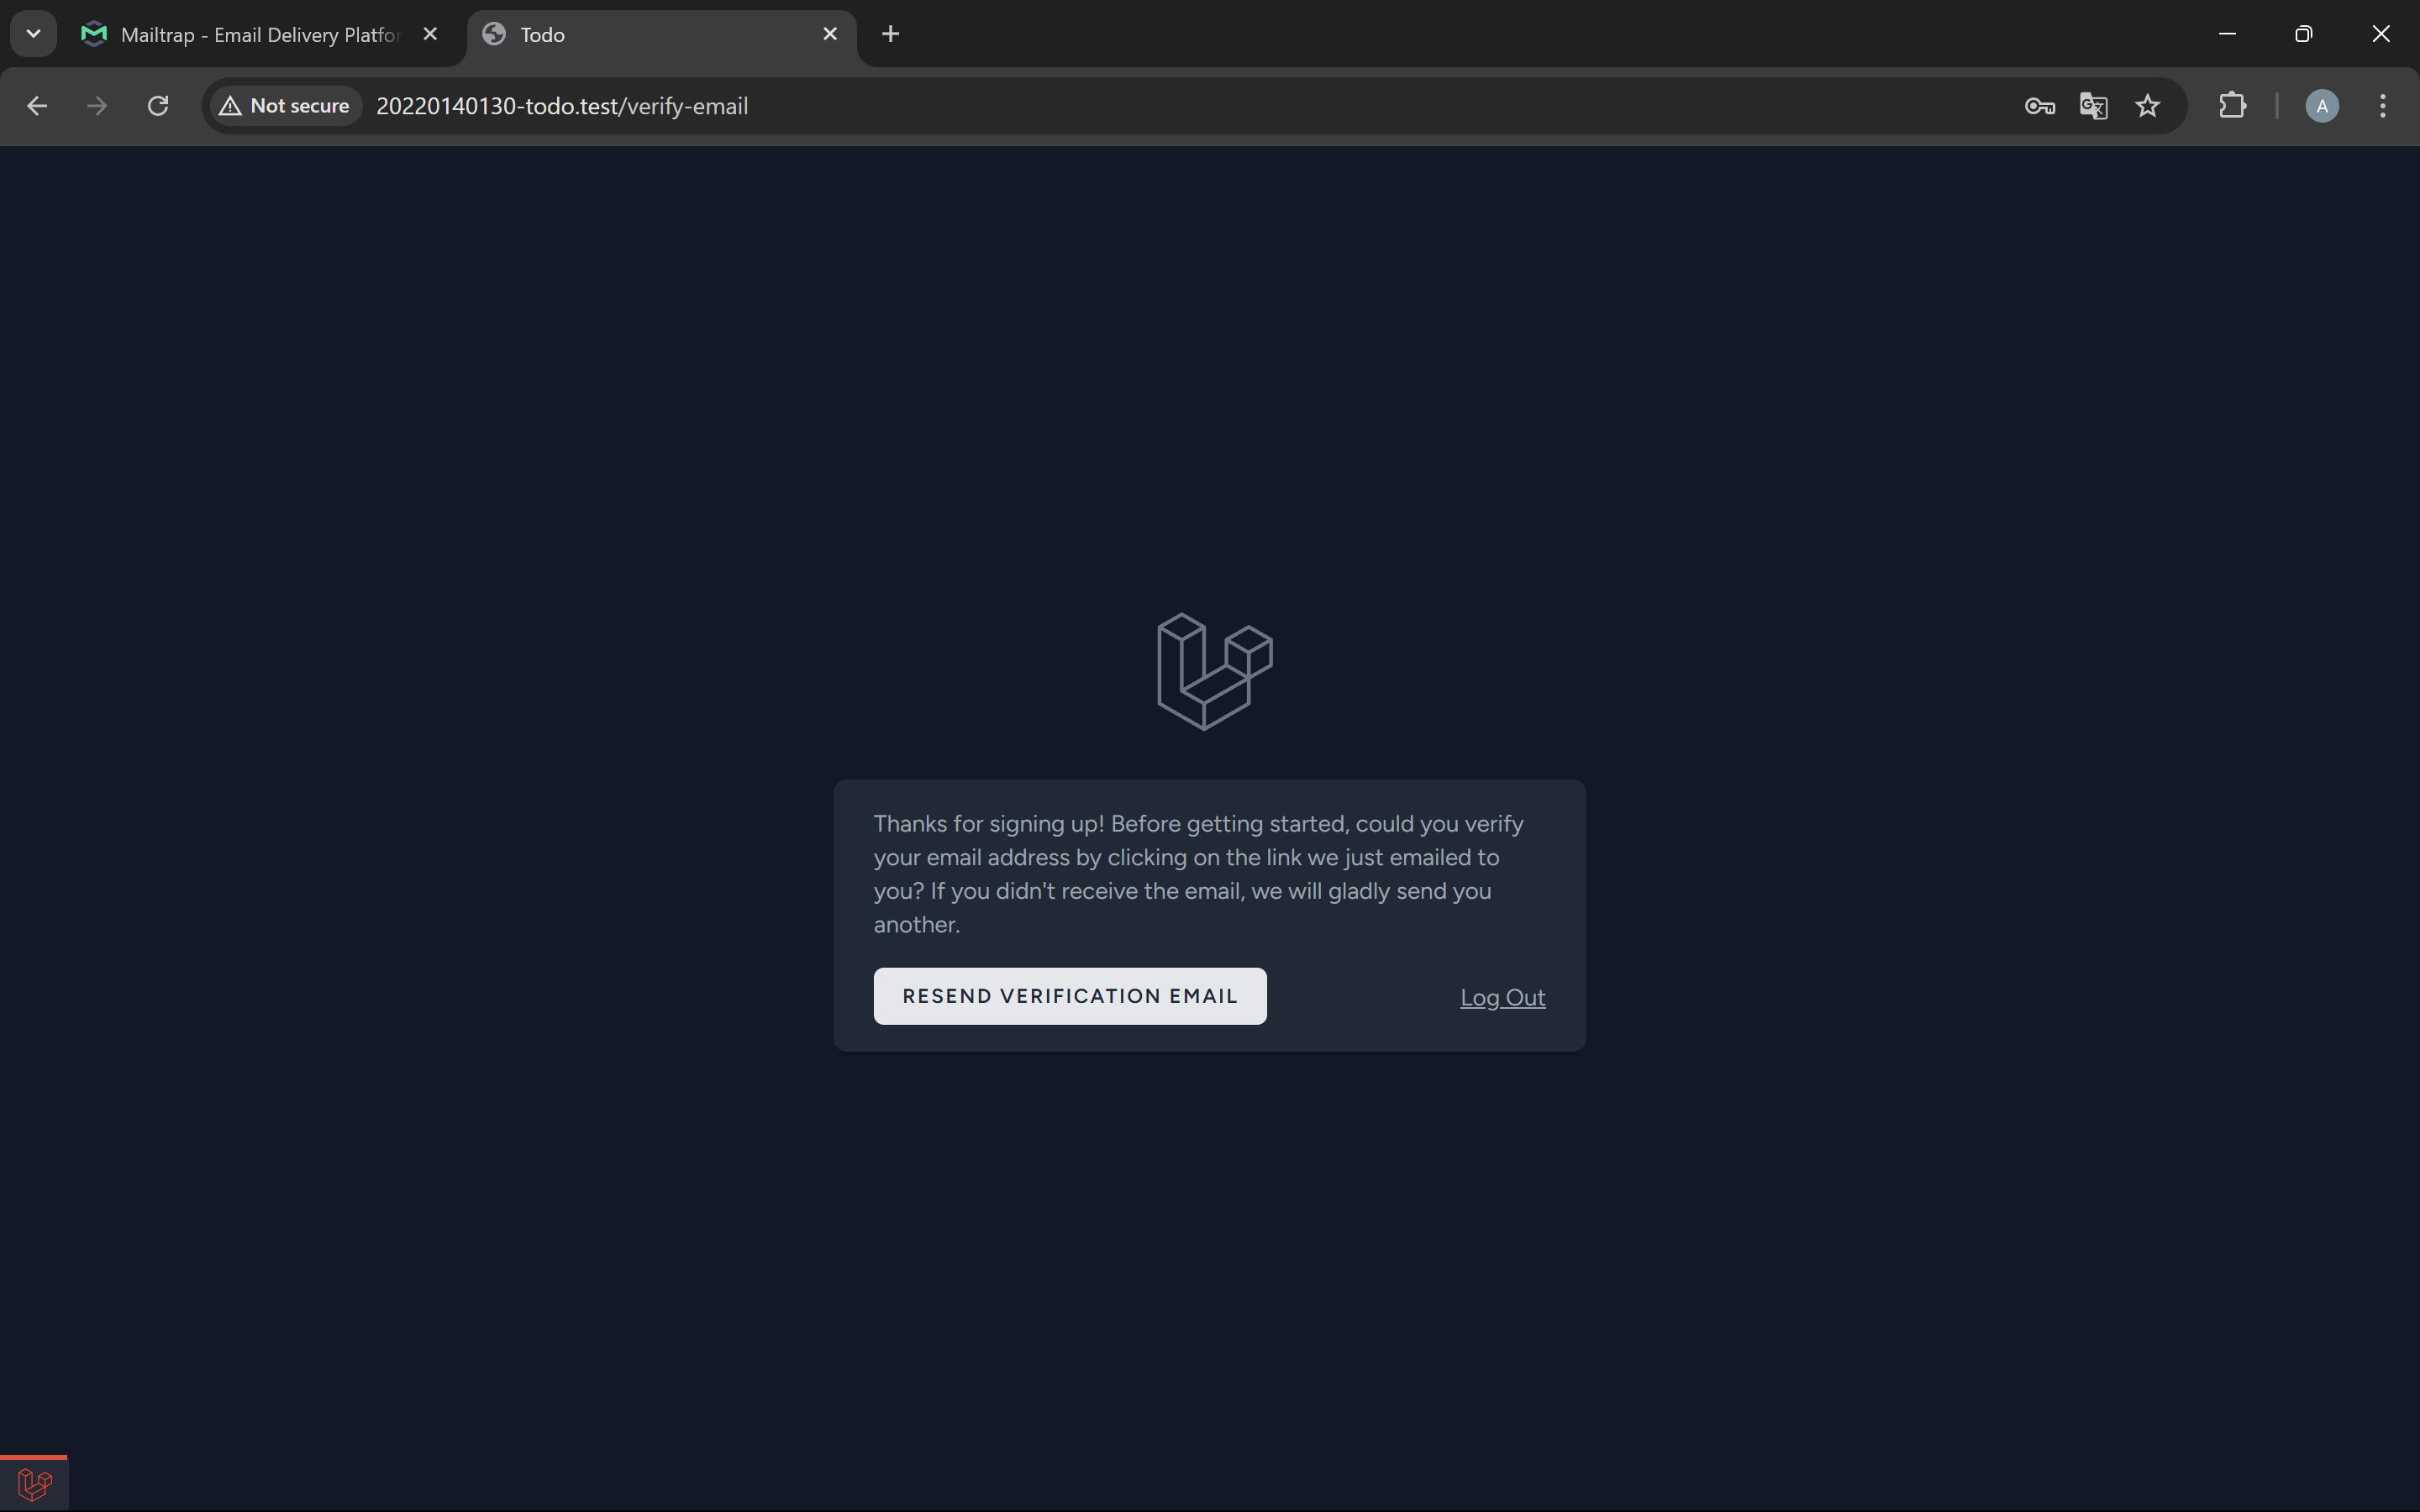 Mailtrap - Email Delivery Platfor
Todo
Not secure
20220140130-todo.test/verify-email
A
Thanks for signing up! Before getting started, could you verify
your email address by clicking on the link we just emailed to
you? If you didn't receive the email, we will gladly send you
another.
RESEND VERIFICATION EMAIL
Log Out